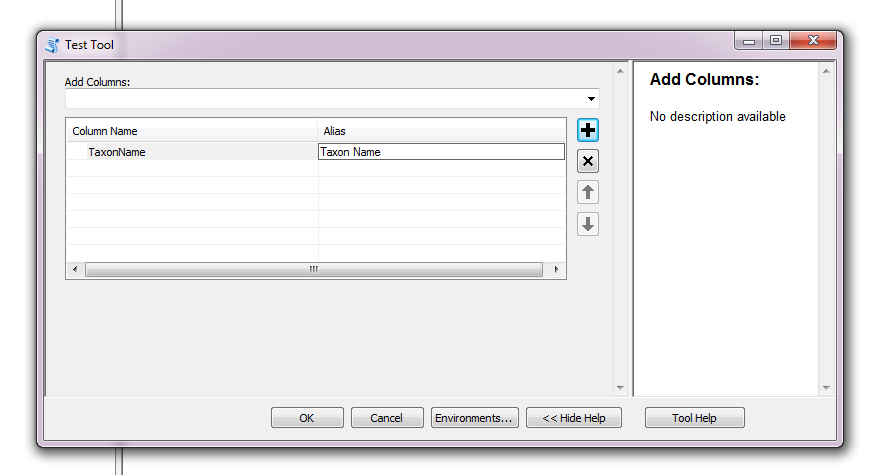 Test Tool
Add Columns:
Column Name Alias
TaxonName Taxon Name
OK Cancel Environments... << Hide Help Tool Help
Add Columns:
No description available